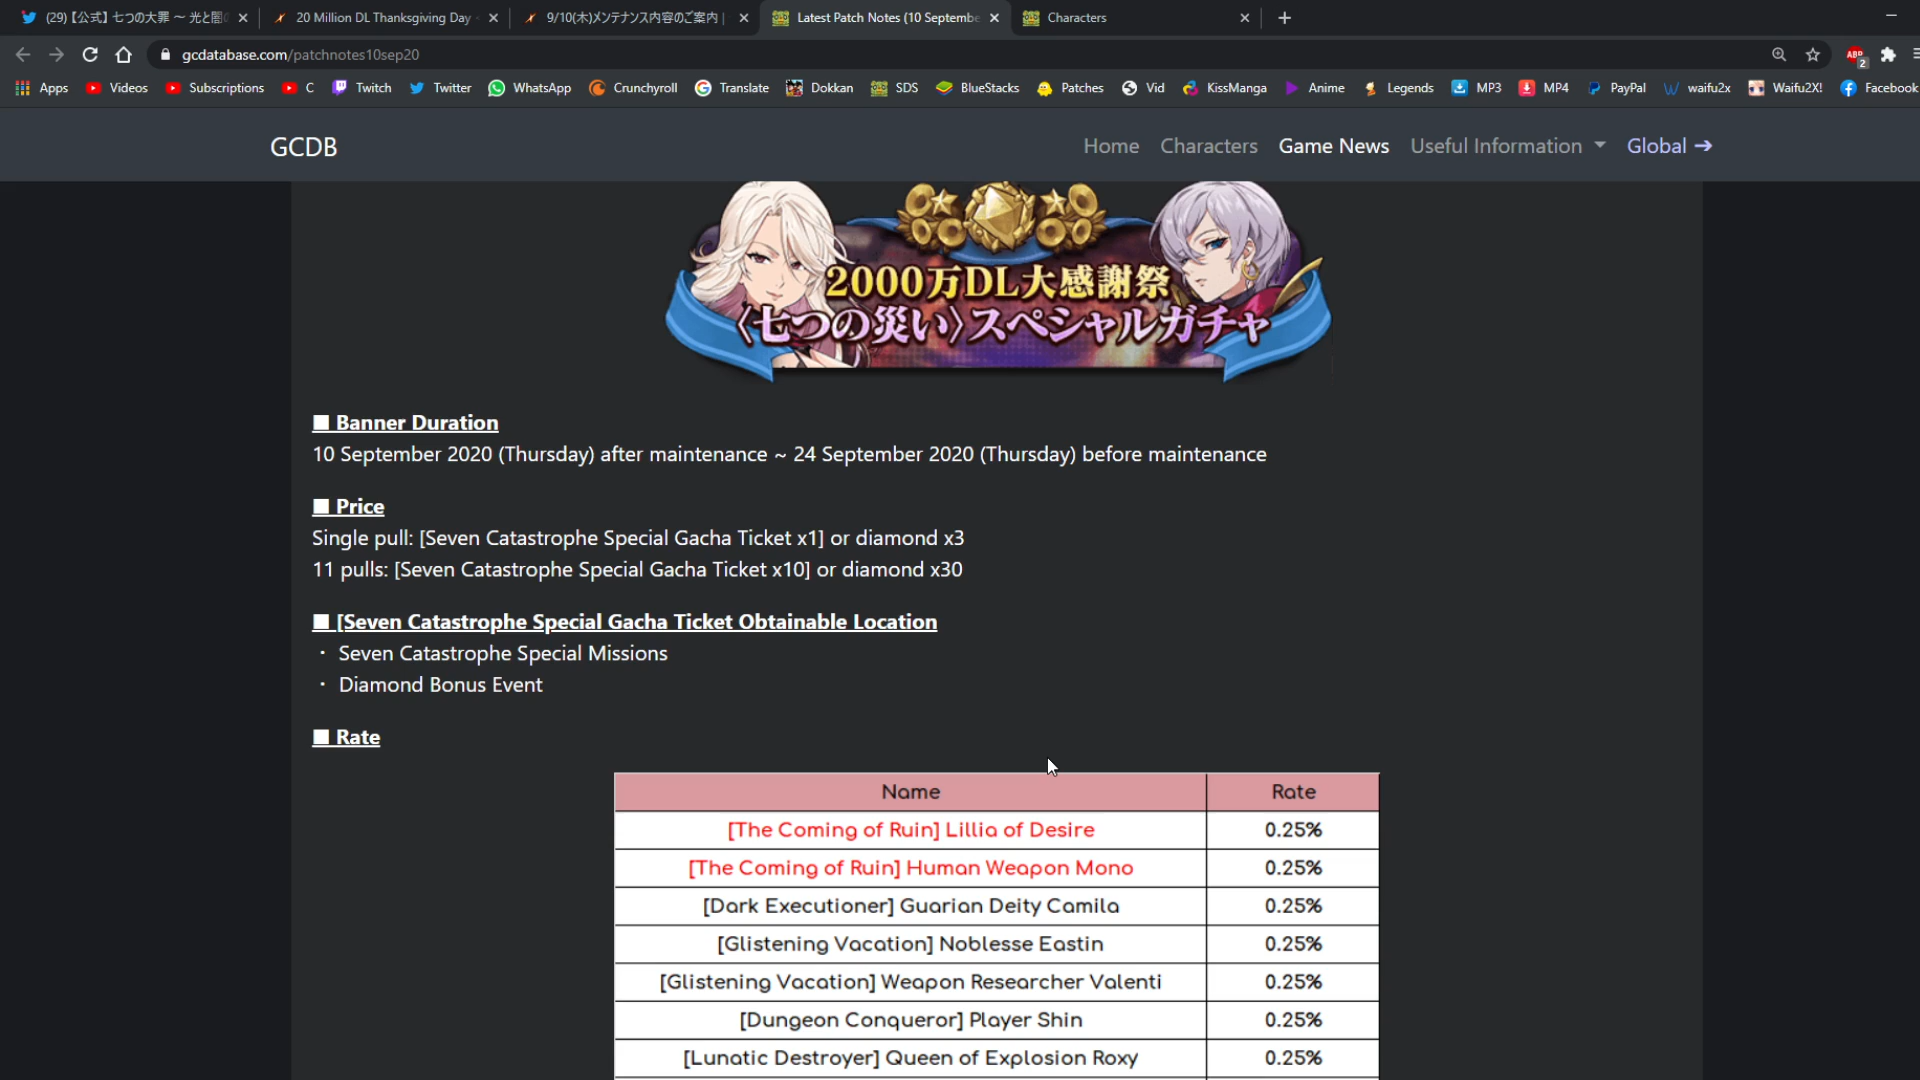 (29)【公式】七つの大罪 ～ 光と闇の
20 Million DL Thanksgiving Day
9/10(木)メンテナンス内容のご案内 |
Latest Patch Notes (10 Septembe
Characters
gcdatabase.com/patchnotes10sep20
ABP
2
Apps
Videos
Subscriptions
C
Twitch
Twitter
WhatsApp
Crunchyroll
Translate
Dokkan
SDS
BlueStacks
Patches
Vid
KissManga
Anime
Legends
MP3
MP4
PayPal
waifu2x
Waifu2X!
Facebook
GCDB
Home
Characters
Game News
Useful Information
Global →
2000万DL大感謝祭
〈七つの災い〉スペシャルガチャ
■ Banner Duration
10 September 2020 (Thursday) after maintenance ~ 24 September 2020 (Thursday) before maintenance
■ Price
Single pull: [Seven Catastrophe Special Gacha Ticket x1] or diamond x3
11 pulls: [Seven Catastrophe Special Gacha Ticket x10] or diamond x30
■ [Seven Catastrophe Special Gacha Ticket Obtainable Location
・ Seven Catastrophe Special Missions
・ Diamond Bonus Event
■ Rate
Name Rate
[The Coming of Ruin] Lillia of Desire 0.25%
[The Coming of Ruin] Human Weapon Mono 0.25%
[Dark Executioner] Guarian Deity Camila 0.25%
[Glistening Vacation] Noblesse Eastin 0.25%
[Glistening Vacation] Weapon Researcher Valenti 0.25%
[Dungeon Conqueror] Player Shin 0.25%
[Lunatic Destroyer] Queen of Explosion Roxy 0.25%